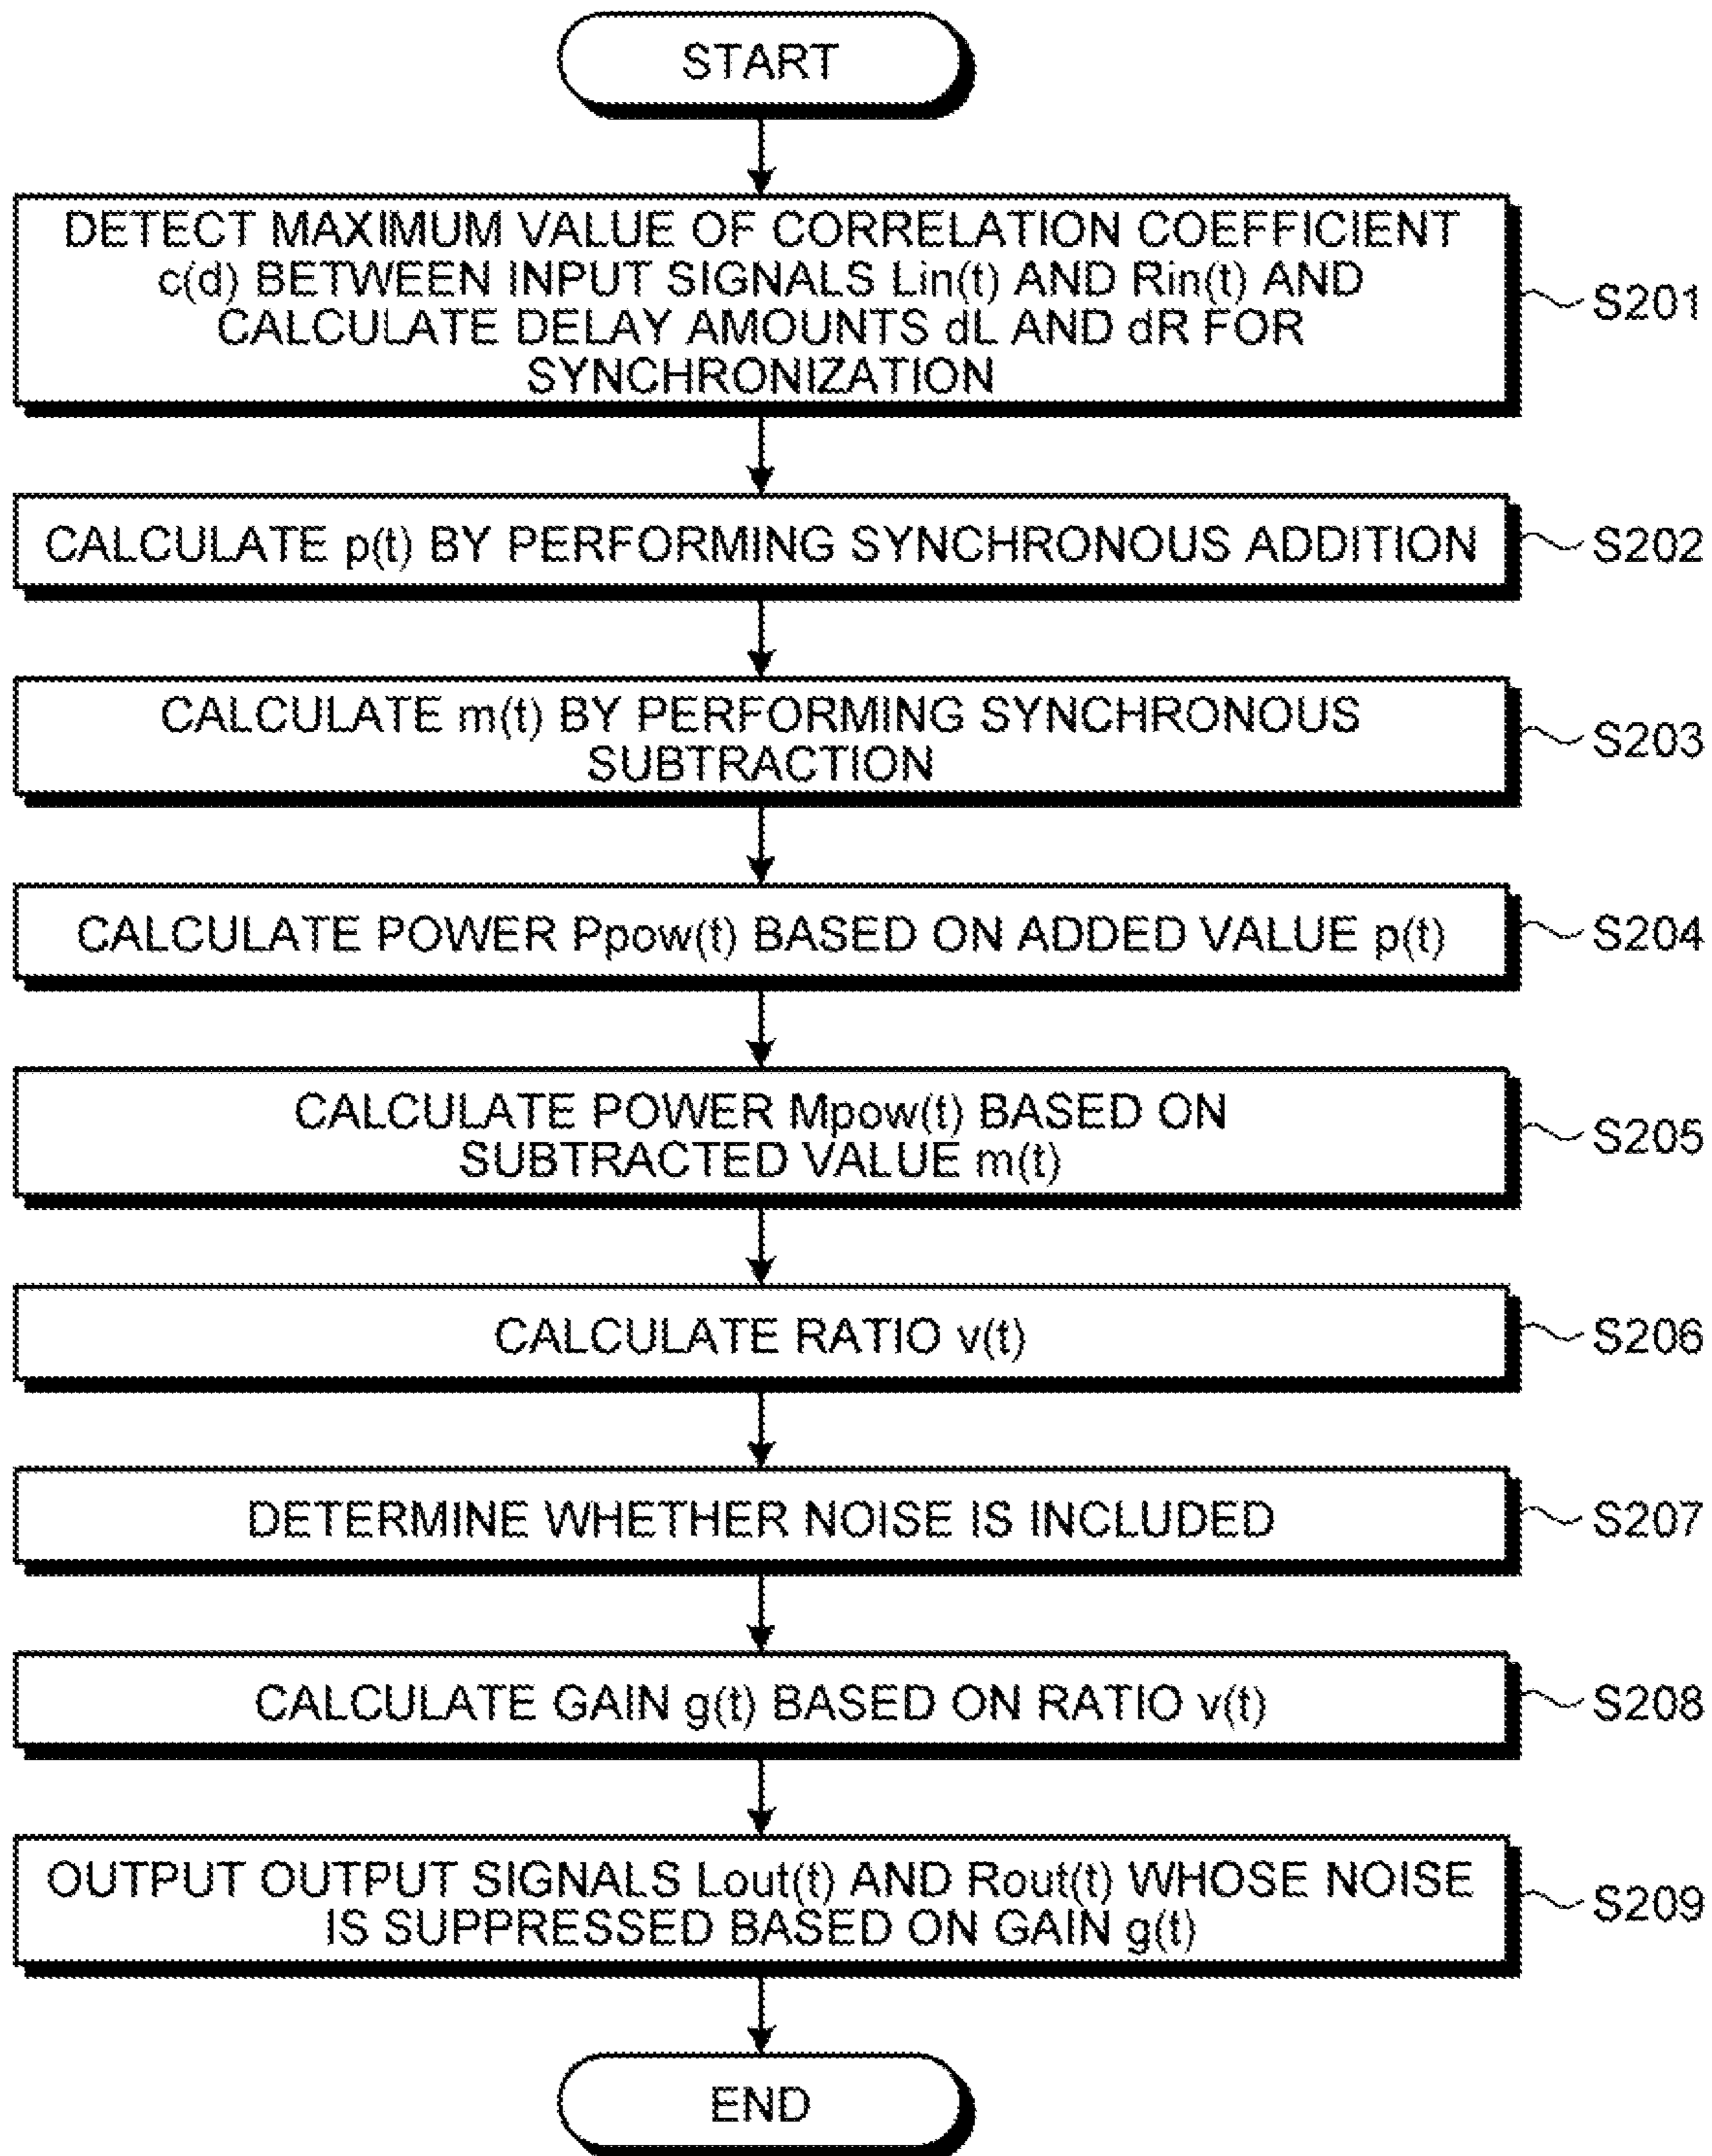 START
DETECT MAXIMUM VALUE OF CORRELATION COEFFICIENT
c(d) BETWEEN INPUT SIGNALS Lin(t) AND Rin(t) AND
CALCULATE DELAY AMOUNTS dL AND dR FOR
SYNCHRONIZATION
S201
CALCULATE p(t) BY PERFORMING SYNCHRONOUS ADDITION
S202
CALCULATE m(t) BY PERFORMING SYNCHRONOUS
SUBTRACTION
S203
CALCULATE POWER Ppow(t) BASED ON ADDED VALUE p(t)
S204
CALCULATE POWER Mpow(t) BASED ON
SUBTRACTED VALUE m(t)
S205
CALCULATE RATIO v(t)
S206
DETERMINE WHETHER NOISE IS INCLUDED
S207
CALCULATE GAIN g(t) BASED ON RATIO v(t)
S208
OUTPUT OUTPUT SIGNALS Lout(t) AND Rout(t) WHOSE NOISE
IS SUPPRESSED BASED ON GAIN g(t)
S209
END